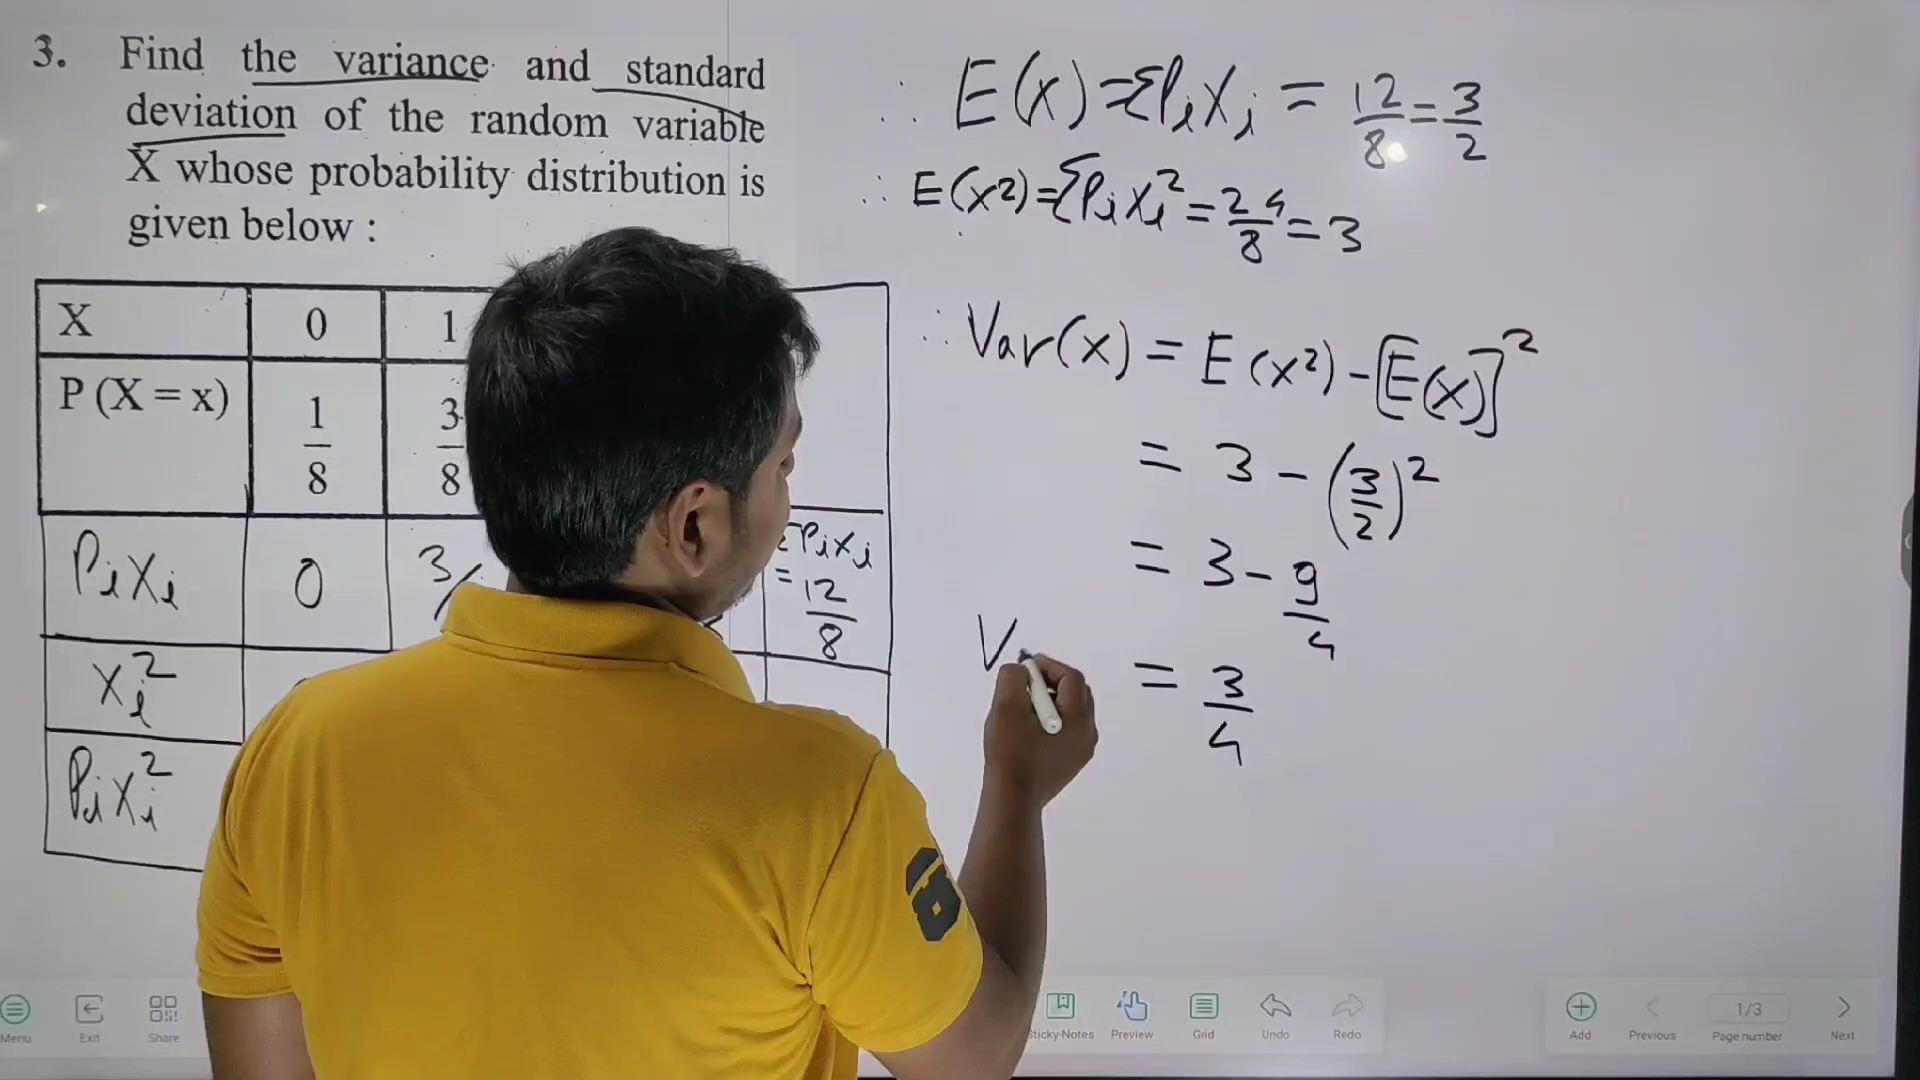 3. Find the variance and standard
deviation of the random variable
X whose probability distribution is
given below :
X 0 1
P (X = x) 1/8 3/8
PiXi 0 3/ ΣPiXi = 12/8
Xi²
PiXi²
∴ E(X) = ΣPiXi = 12/8 = 3/2
∴ E(X²) = ΣPiXi² = 24/8 = 3
∴ Var(X) = E(X²) - [E(X)]²
= 3 - (3/2)²
= 3 - 9/4
V = 3/4
Menu Exit Share Sticky-Notes Preview Grid Undo Redo Add Previous 1/3 Page number Next